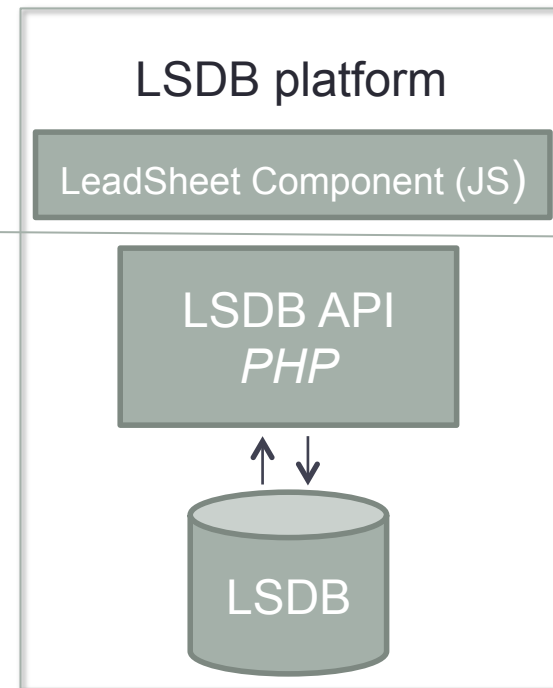 LSDB platform
LeadSheet Component (JS)
LSDB API
PHP
LSDB